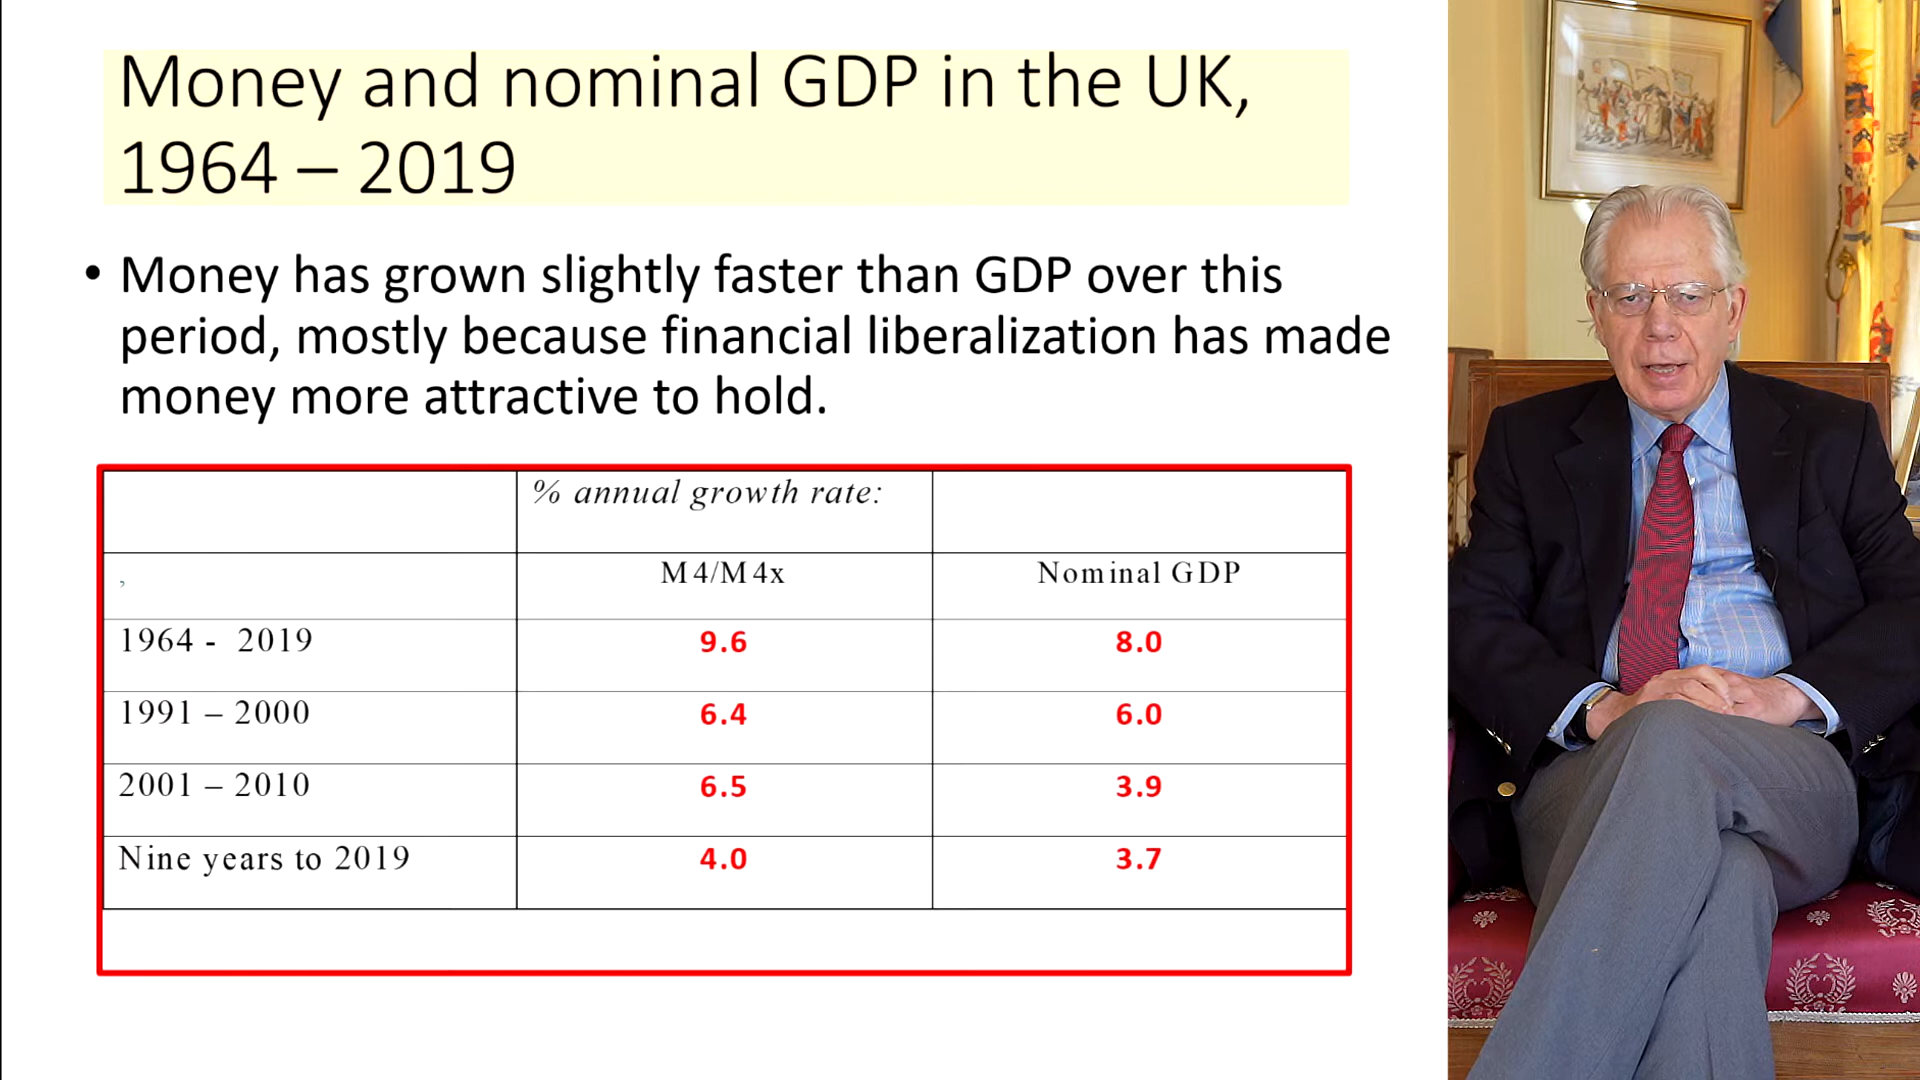 Money and nominal GDP in the UK,
1964 – 2019
• Money has grown slightly faster than GDP over this
period, mostly because financial liberalization has made
money more attractive to hold.
% annual growth rate:
, M4/M4x Nominal GDP
1964 - 2019 9.6 8.0
1991 – 2000 6.4 6.0
2001 – 2010 6.5 3.9
Nine years to 2019 4.0 3.7